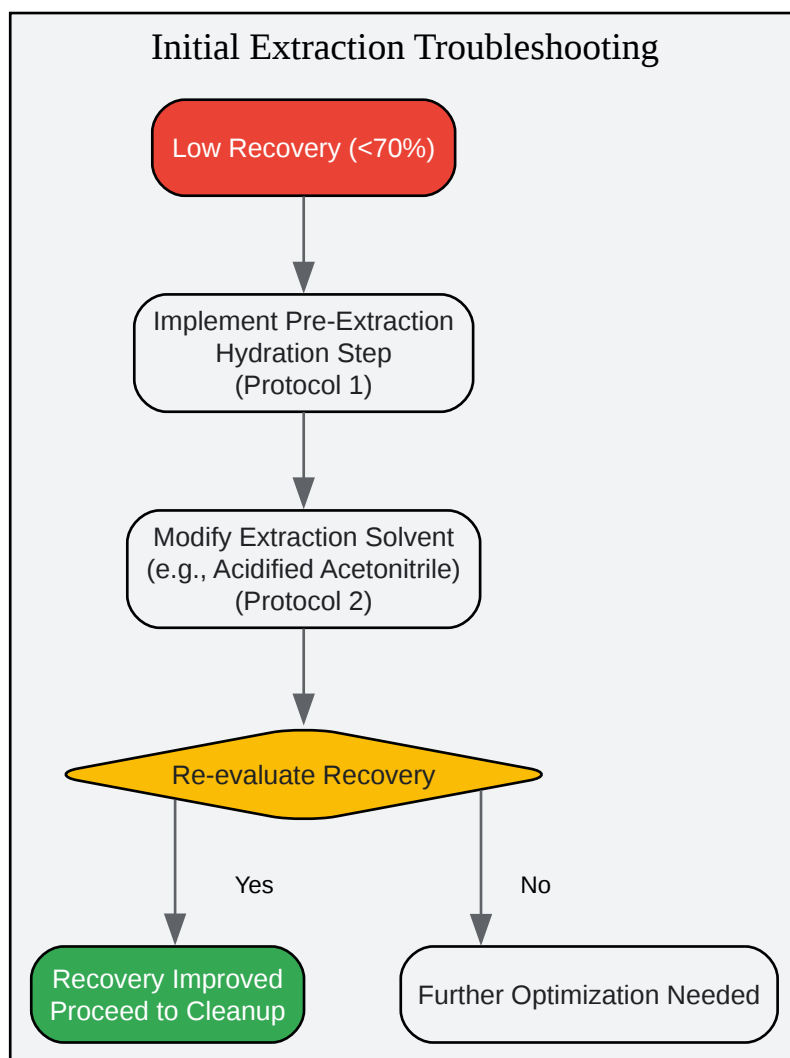 Initial Extraction Troubleshooting
Low Recovery (<70%)
Implement Pre-Extraction
Hydration Step
(Protocol 1)
Modify Extraction Solvent
(e.g., Acidified Acetonitrile)
(Protocol 2)
Re-evaluate Recovery
Yes
No
Recovery Improved
Proceed to Cleanup
Further Optimization Needed